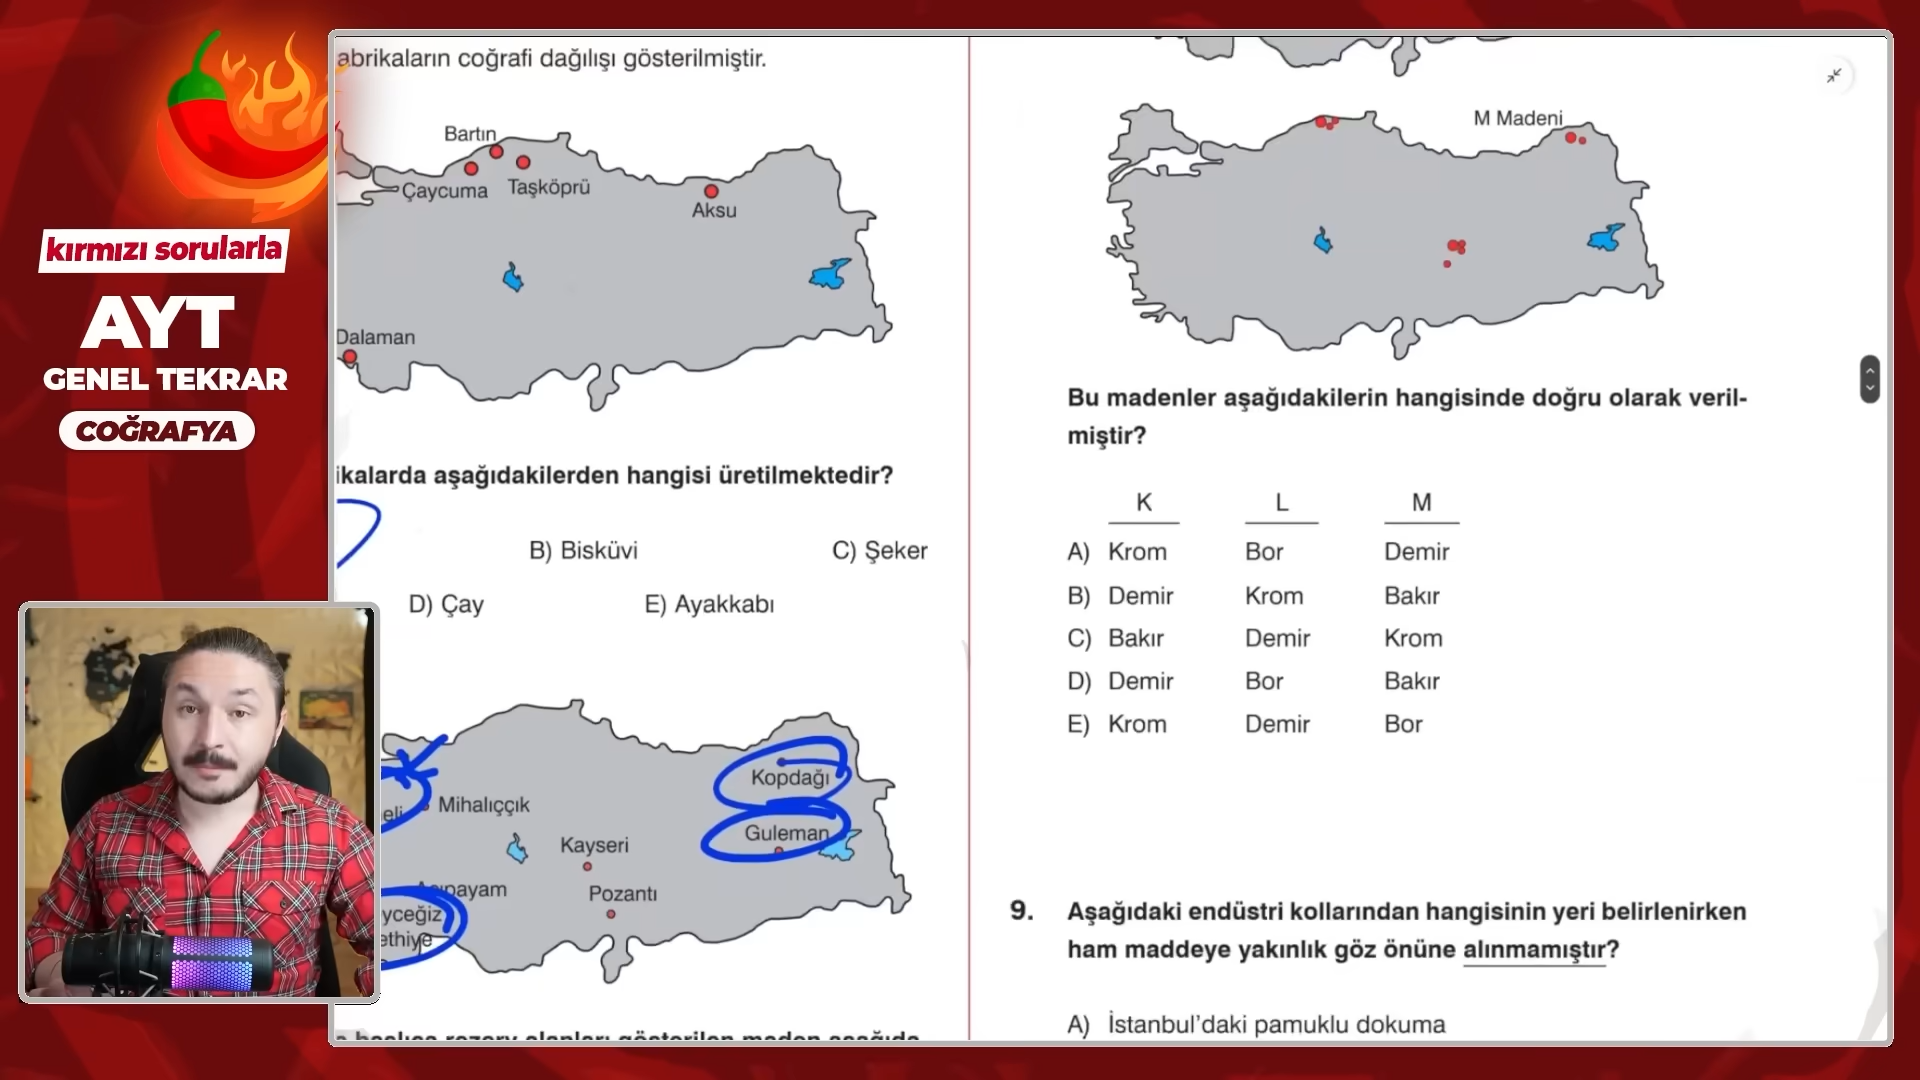 kırmızı sorularla
AYT
GENEL TEKRAR
COĞRAFYA
abrikaların coğrafi dağılışı gösterilmiştir.
Bartın
Çaycuma
Taşköprü
Aksu
Dalaman
ikalarda aşağıdakilerden hangisi üretilmektedir?
B) Bisküvi
C) Şeker
D) Çay
E) Ayakkabı
Kopdağı
eli
Mihalıççık
Guleman
Kayseri
Pozantı
yceğiz
ethiye
M Madeni
Bu madenler aşağıdakilerin hangisinde doğru olarak veril-
miştir?
K L M
A) Krom Bor Demir
B) Demir Krom Bakır
C) Bakır Demir Krom
D) Demir Bor Bakır
E) Krom Demir Bor
9. Aşağıdaki endüstri kollarından hangisinin yeri belirlenirken
ham maddeye yakınlık göz önüne alınmamıştır?
A) İstanbul'daki pamuklu dokuma